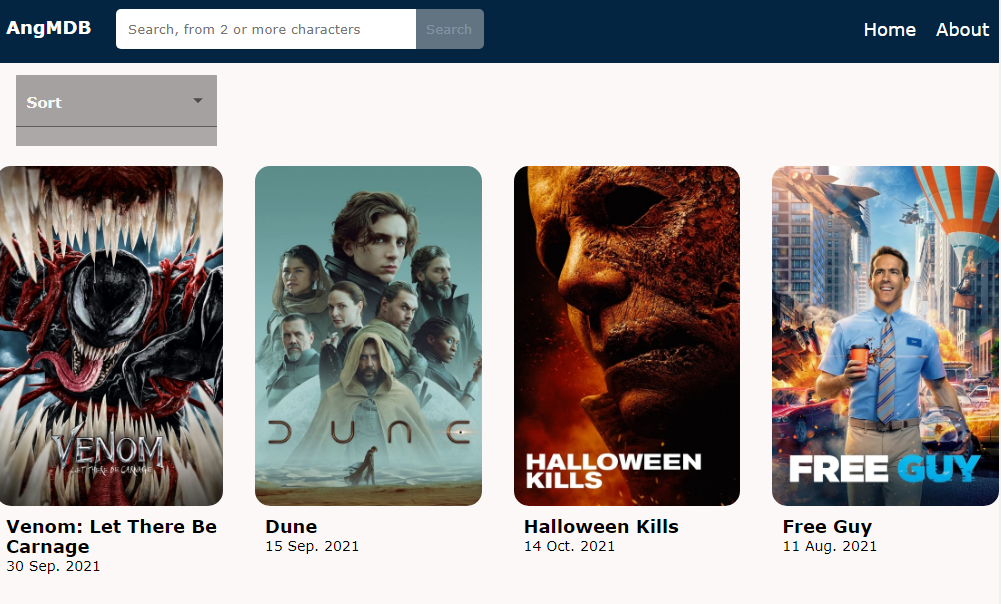 AngMDB
Search, from 2 or more characters
Search
Home
About
Sort
VENOM
LET THERE BE CARNAGE
DUNE
HALLOWEEN
KILLS
FREE GUY
Venom: Let There Be
Carnage
30 Sep. 2021
Dune
15 Sep. 2021
Halloween Kills
14 Oct. 2021
Free Guy
11 Aug. 2021